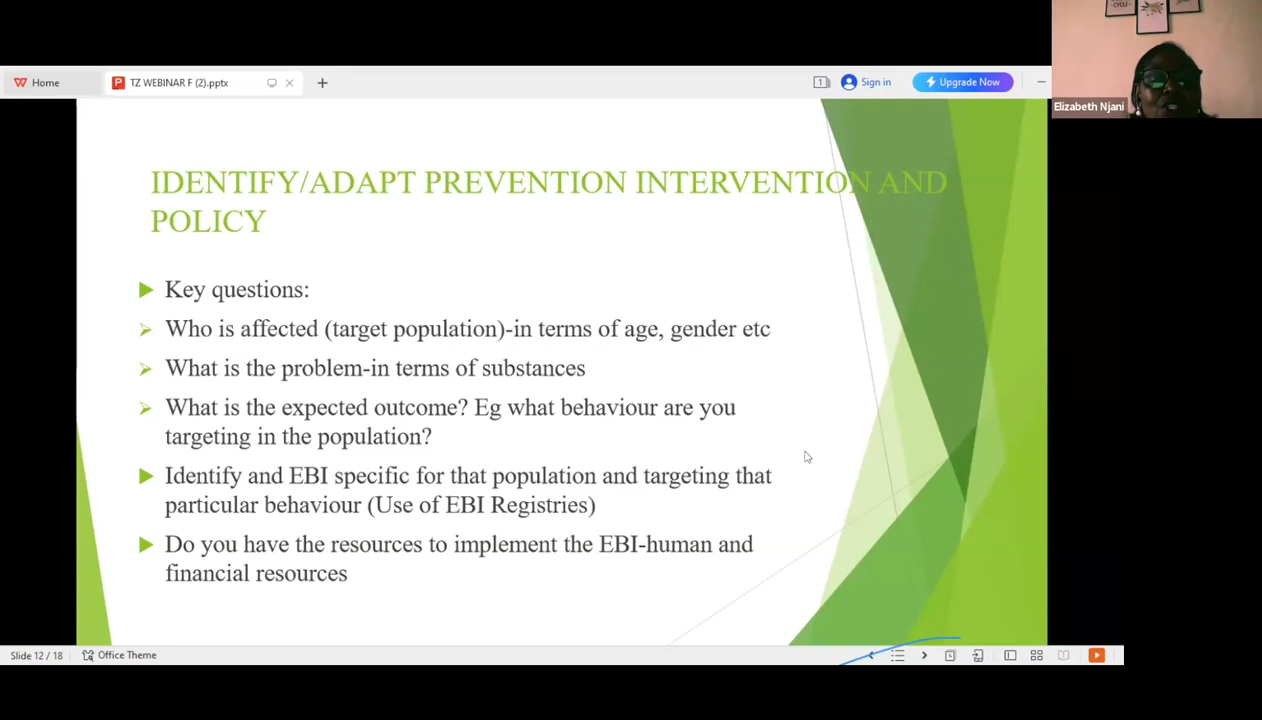 Home
TZ WEBINAR F (2).pptx
1
Sign in
Upgrade Now
Elizabeth Njani
IDENTIFY/ADAPT PREVENTION INTERVENTION AND
POLICY
Key questions:
Who is affected (target population)-in terms of age, gender etc
What is the problem-in terms of substances
What is the expected outcome? Eg what behaviour are you
targeting in the population?
Identify and EBI specific for that population and targeting that
particular behaviour (Use of EBI Registries)
Do you have the resources to implement the EBI-human and
financial resources
Slide 12 / 18
Office Theme